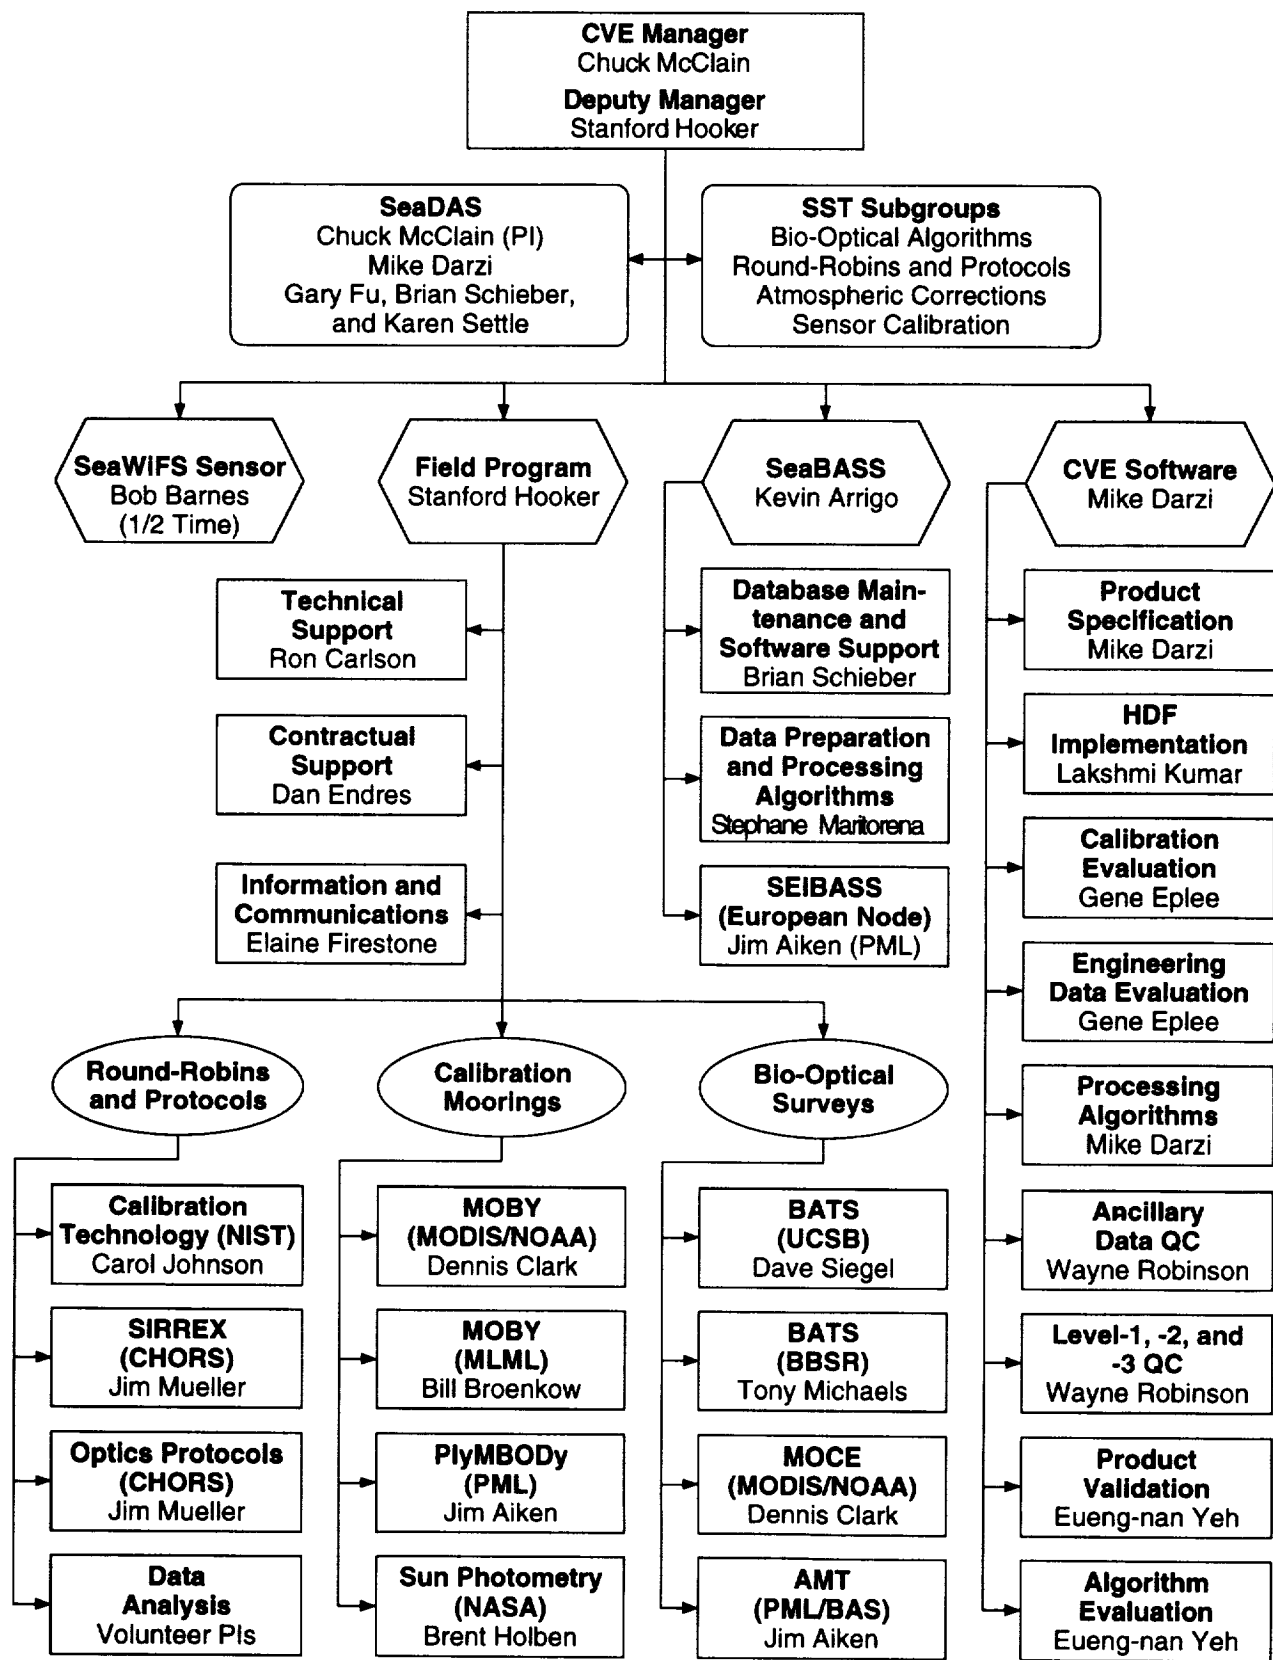 CVE Manager
Chuck McClain
Deputy Manager
Stanford Hooker
SeaDAS
Chuck McClain (PI)
Mike Darzi
Gary Fu, Brian Schieber,
and Karen Settle
SST Subgroups
Bio-Optical Algorithms
Round-Robins and Protocols
Atmospheric Corrections
Sensor Calibration
SeaWiFS Sensor
Bob Barnes
(1/2 Time)
Field Program
Stanford Hooker
SeaBASS
Kevin Arrigo
CVE Software
Mike Darzi
Technical
Support
Ron Carlson
Contractual
Support
Dan Endres
Information and
Communications
Elaine Firestone
Database Main-
tenance and
Software Support
Brian Schieber
Data Preparation
and Processing
Algorithms
Stephane Maritorena
SEIBASS
(European Node)
Jim Aiken (PML)
Product
Specification
Mike Darzi
HDF
Implementation
Lakshmi Kumar
Calibration
Evaluation
Gene Eplee
Engineering
Data Evaluation
Gene Eplee
Processing
Algorithms
Mike Darzi
Ancillary
Data QC
Wayne Robinson
Level-1, -2, and
-3 QC
Wayne Robinson
Product
Validation
Eueng-nan Yeh
Algorithm
Evaluation
Eueng-nan Yeh
Round-Robins
and Protocols
Calibration
Technology (NIST)
Carol Johnson
SIRREX
(CHORS)
Jim Mueller
Optics Protocols
(CHORS)
Jim Mueller
Data
Analysis
Volunteer PIs
Calibration
Moorings
MOBY
(MODIS/NOAA)
Dennis Clark
MOBY
(MLML)
Bill Broenkow
PlyMBODy
(PML)
Jim Aiken
Sun Photometry
(NASA)
Brent Holben
Bio-Optical
Surveys
BATS
(UCSB)
Dave Siegel
BATS
(BBSR)
Tony Michaels
MOCE
(MODIS/NOAA)
Dennis Clark
AMT
(PML/BAS)
Jim Aiken